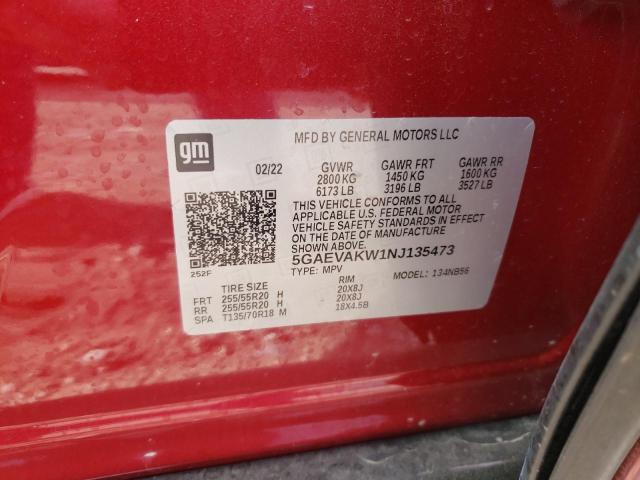 gm
MFD BY GENERAL MOTORS LLC
02/22 GVWR GAWR FRT GAWR RR
2800 KG 1450 KG 1600 KG
6173 LB 3196 LB 3527 LB
THIS VEHICLE CONFORMS TO ALL
APPLICABLE U.S. FEDERAL MOTOR
VEHICLE SAFETY STANDARDS IN EFFECT
ON THE DATE OF MANUFACTURE
SHOWN ABOVE.
252F
5GAEVAKW1NJ135473
TYPE: MPV MODEL: 134NB56
TIRE SIZE RIM
FRT 255/55R20 H 20X8J
RR 255/55R20 H 20X8J
SPA T135/70R18 M 18X4.5B